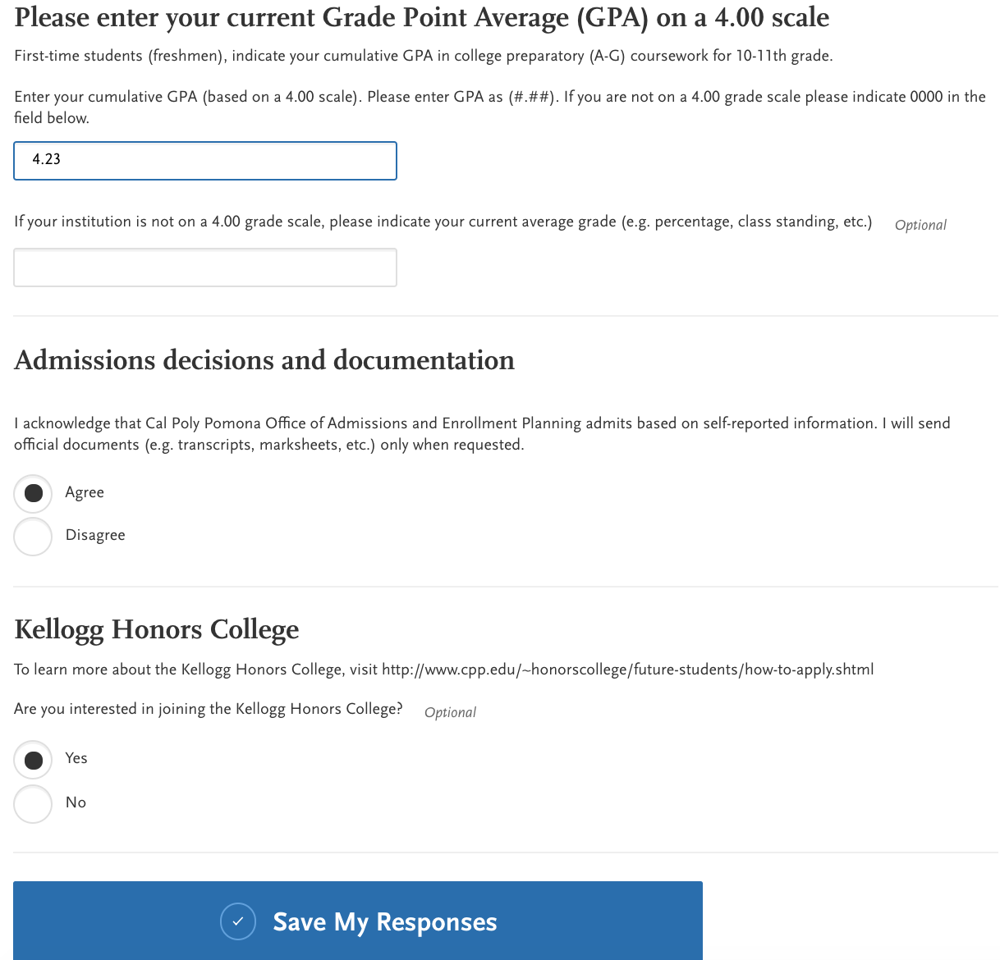 Please enter your current Grade Point Average (GPA) on a 4.00 scale
First-time students (freshmen), indicate your cumulative GPA in college preparatory (A-G) coursework for 10-11th grade.
Enter your cumulative GPA (based on a 4.00 scale). Please enter GPA as (#.##). If you are not on a 4.00 grade scale please indicate 0000 in the
field below.
4.23
If your institution is not on a 4.00 grade scale, please indicate your current average grade (e.g. percentage, class standing, etc.) Optional
Admissions decisions and documentation
I acknowledge that Cal Poly Pomona Office of Admissions and Enrollment Planning admits based on self-reported information. I will send
official documents (e.g. transcripts, marksheets, etc.) only when requested.
Agree
Disagree
Kellogg Honors College
To learn more about the Kellogg Honors College, visit http://www.cpp.edu/~honorscollege/future-students/how-to-apply.shtml
Are you interested in joining the Kellogg Honors College? Optional
Yes
No
Save My Responses